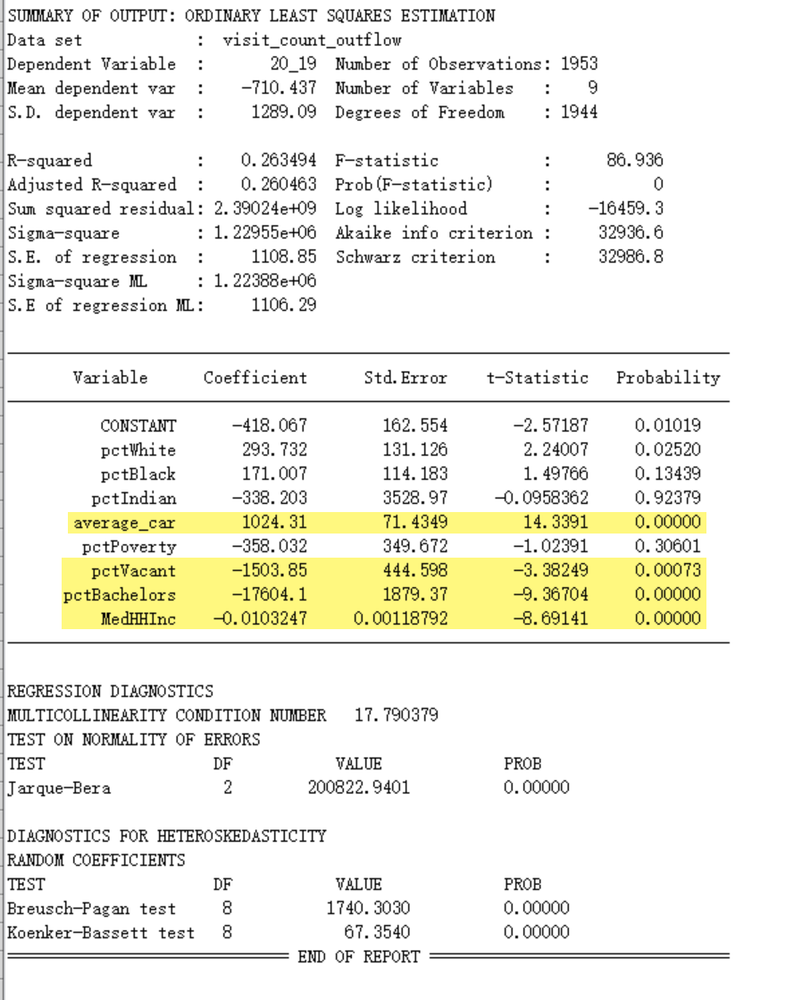 SUMMARY OF OUTPUT: ORDINARY LEAST SQUARES ESTIMATION
Data set : visit_count_outflow
Dependent Variable : 20_19 Number of Observations: 1953
Mean dependent var : -710.437 Number of Variables : 9
S.D. dependent var : 1289.09 Degrees of Freedom : 1944
R-squared : 0.263494 F-statistic : 86.936
Adjusted R-squared : 0.260463 Prob(F-statistic) : 0
Sum squared residual: 2.39024e+09 Log likelihood : -16459.3
Sigma-square : 1.22955e+06 Akaike info criterion : 32936.6
S.E. of regression : 1108.85 Schwarz criterion : 32986.8
Sigma-square ML : 1.22388e+06
S.E of regression ML: 1106.29
Variable Coefficient Std.Error t-Statistic Probability
CONSTANT -418.067 162.554 -2.57187 0.01019
pctWhite 293.732 131.126 2.24007 0.02520
pctBlack 171.007 114.183 1.49766 0.13439
pctIndian -338.203 3528.97 -0.0958362 0.92379
average_car 1024.31 71.4349 14.3391 0.00000
pctPoverty -358.032 349.672 -1.02391 0.30601
pctVacant -1503.85 444.598 -3.38249 0.00073
pctBachelors -17604.1 1879.37 -9.36704 0.00000
MedHHInc -0.0103247 0.00118792 -8.69141 0.00000
REGRESSION DIAGNOSTICS
MULTICOLLINEARITY CONDITION NUMBER 17.790379
TEST ON NORMALITY OF ERRORS
TEST DF VALUE PROB
Jarque-Bera 2 200822.9401 0.00000
DIAGNOSTICS FOR HETEROSKEDASTICITY
RANDOM COEFFICIENTS
TEST DF VALUE PROB
Breusch-Pagan test 8 1740.3030 0.00000
Koenker-Bassett test 8 67.3540 0.00000
END OF REPORT